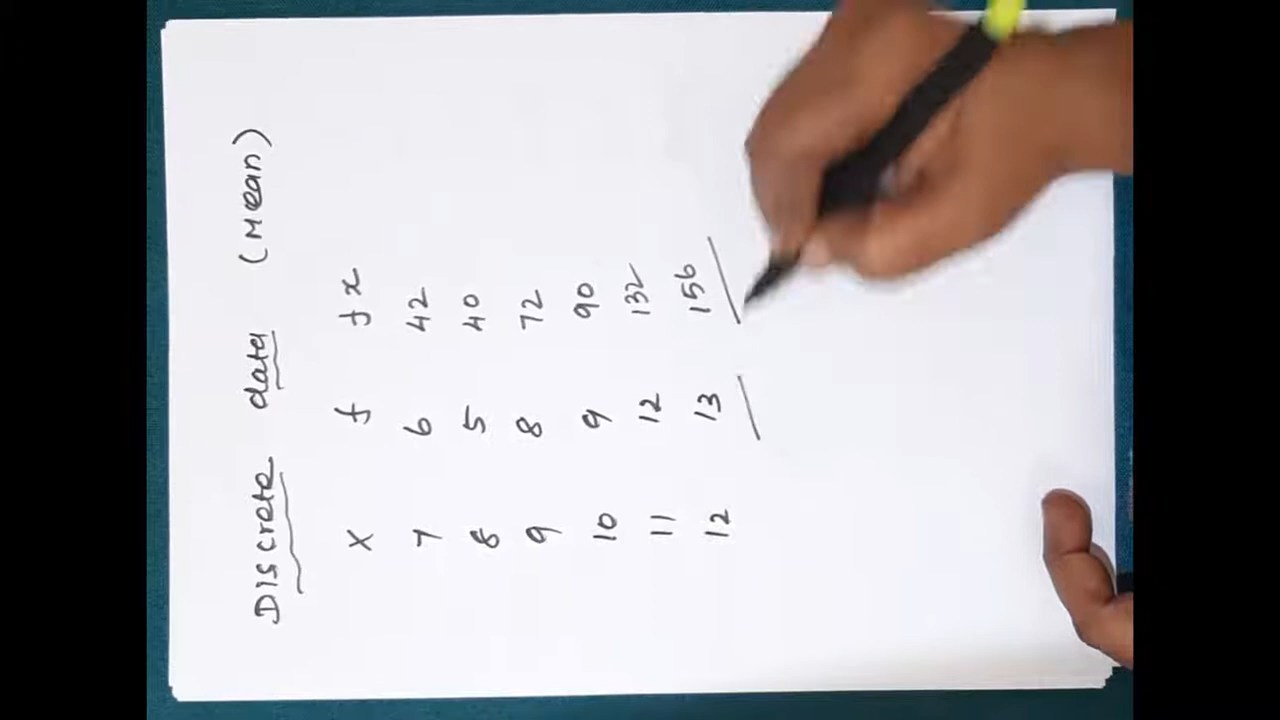 Discrete data (Mean)
x f fx
7 6 42
8 5 40
9 8 72
10 9 90
11 12 132
12 13 156